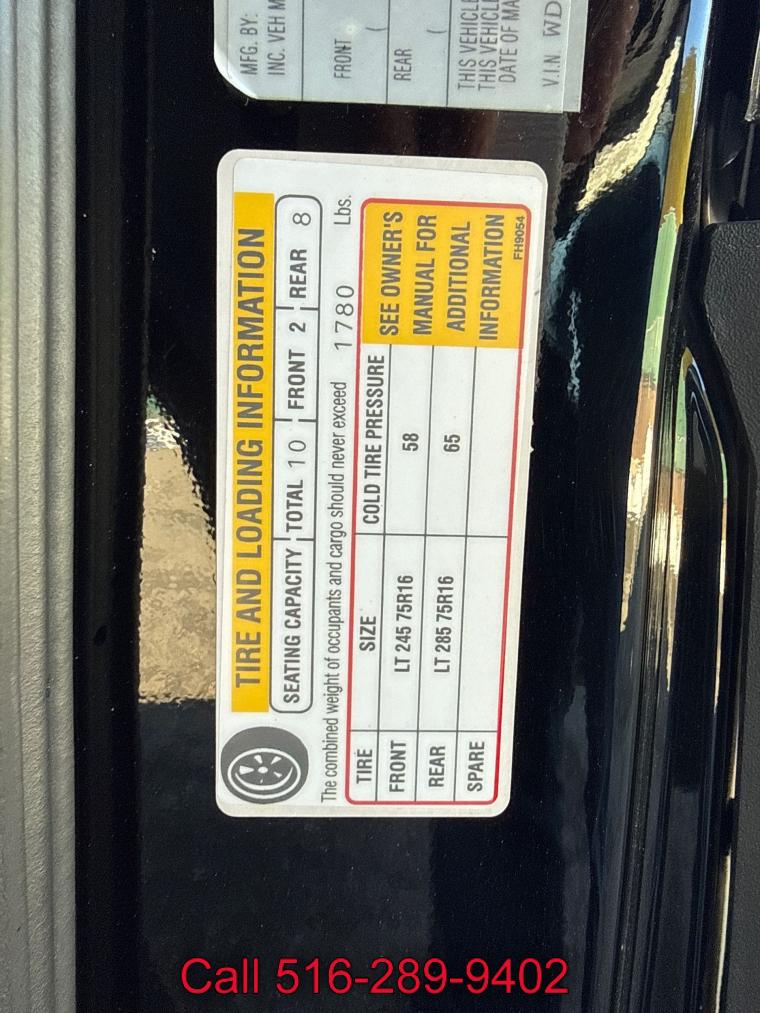 MFG. BY:
INC. VEH M
FRONT (
REAR (
THIS VEHICLE
THIS VEHICLE
DATE OF MA
V.I.N WD
TIRE AND LOADING INFORMATION
SEATING CAPACITY TOTAL 10 FRONT 2 REAR 8
The combined weight of occupants and cargo should never exceed 1780 Lbs.
TIRE SIZE COLD TIRE PRESSURE
FRONT LT 245 75R16 58
REAR LT 285 75R16 65
SPARE
SEE OWNER'S
MANUAL FOR
ADDITIONAL
INFORMATION
FH9054
Call 516-289-9402